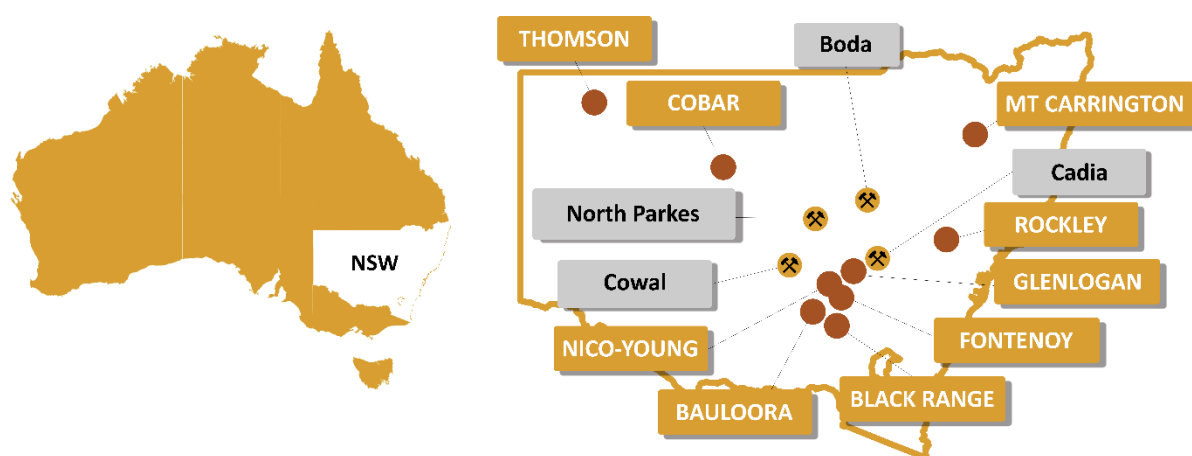 NSW
THOMSON
Boda
COBAR
MT CARRINGTON
Cadia
North Parkes
ROCKLEY
Cowal
GLENLOGAN
NICO-YOUNG
FONTENOY
BAULOORA
BLACK RANGE